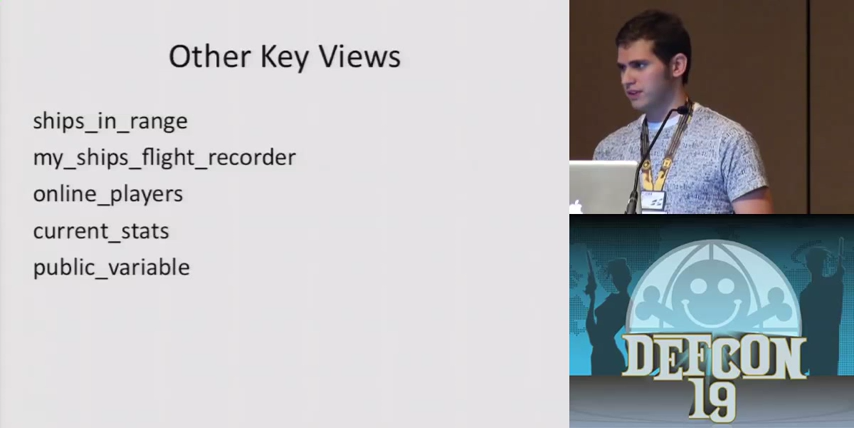 Other Key Views
ships_in_range
my_ships_flight_recorder
online_players
current_stats
public_variable
DEFCON
19